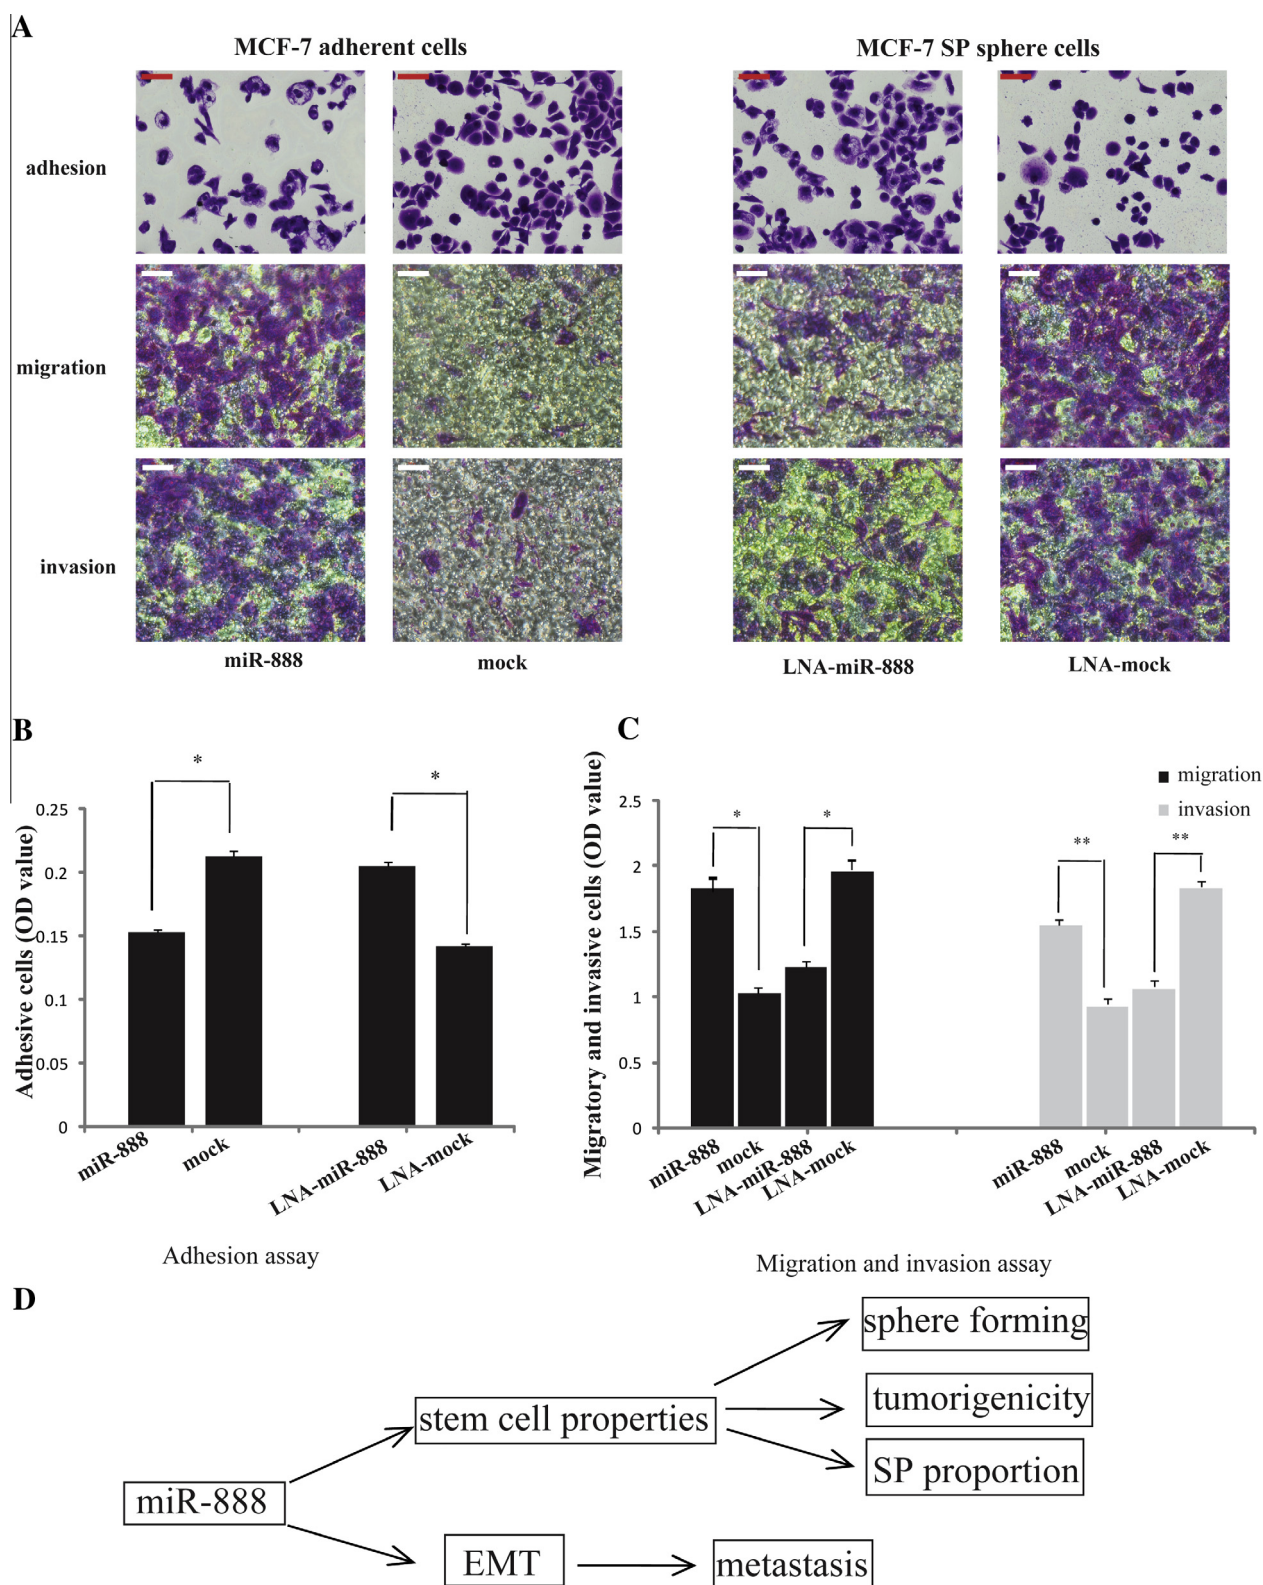 A
MCF-7 adherent cells
MCF-7 SP sphere cells
adhesion
migration
invasion
miR-888
mock
LNA-miR-888
LNA-mock
B
*
*
Adhesive cells (OD value)
0.25
0.2
0.15
0.1
0.05
0
miR-888
mock
LNA-miR-888
LNA-mock
Adhesion assay
C
migration
invasion
*
*
**
**
Migratory and invasive cells (OD value)
2.5
2
1.5
1
0.5
0
miR-888
mock
LNA-miR-888
LNA-mock
miR-888
mock
LNA-miR-888
LNA-mock
Migration and invasion assay
D
sphere forming
stem cell properties
tumorigenicity
SP proportion
miR-888
EMT
metastasis